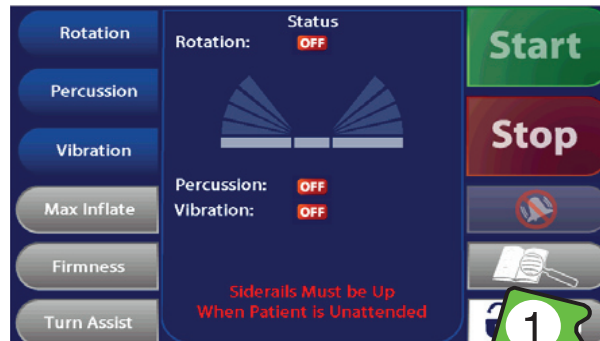 Rotation
Percussion
Vibration
Max Inflate
Firmness
Turn Assist
Status
Rotation: OFF
Percussion: OFF
Vibration: OFF
Siderails Must be Up
When Patient is Unattended
Start
Stop
1